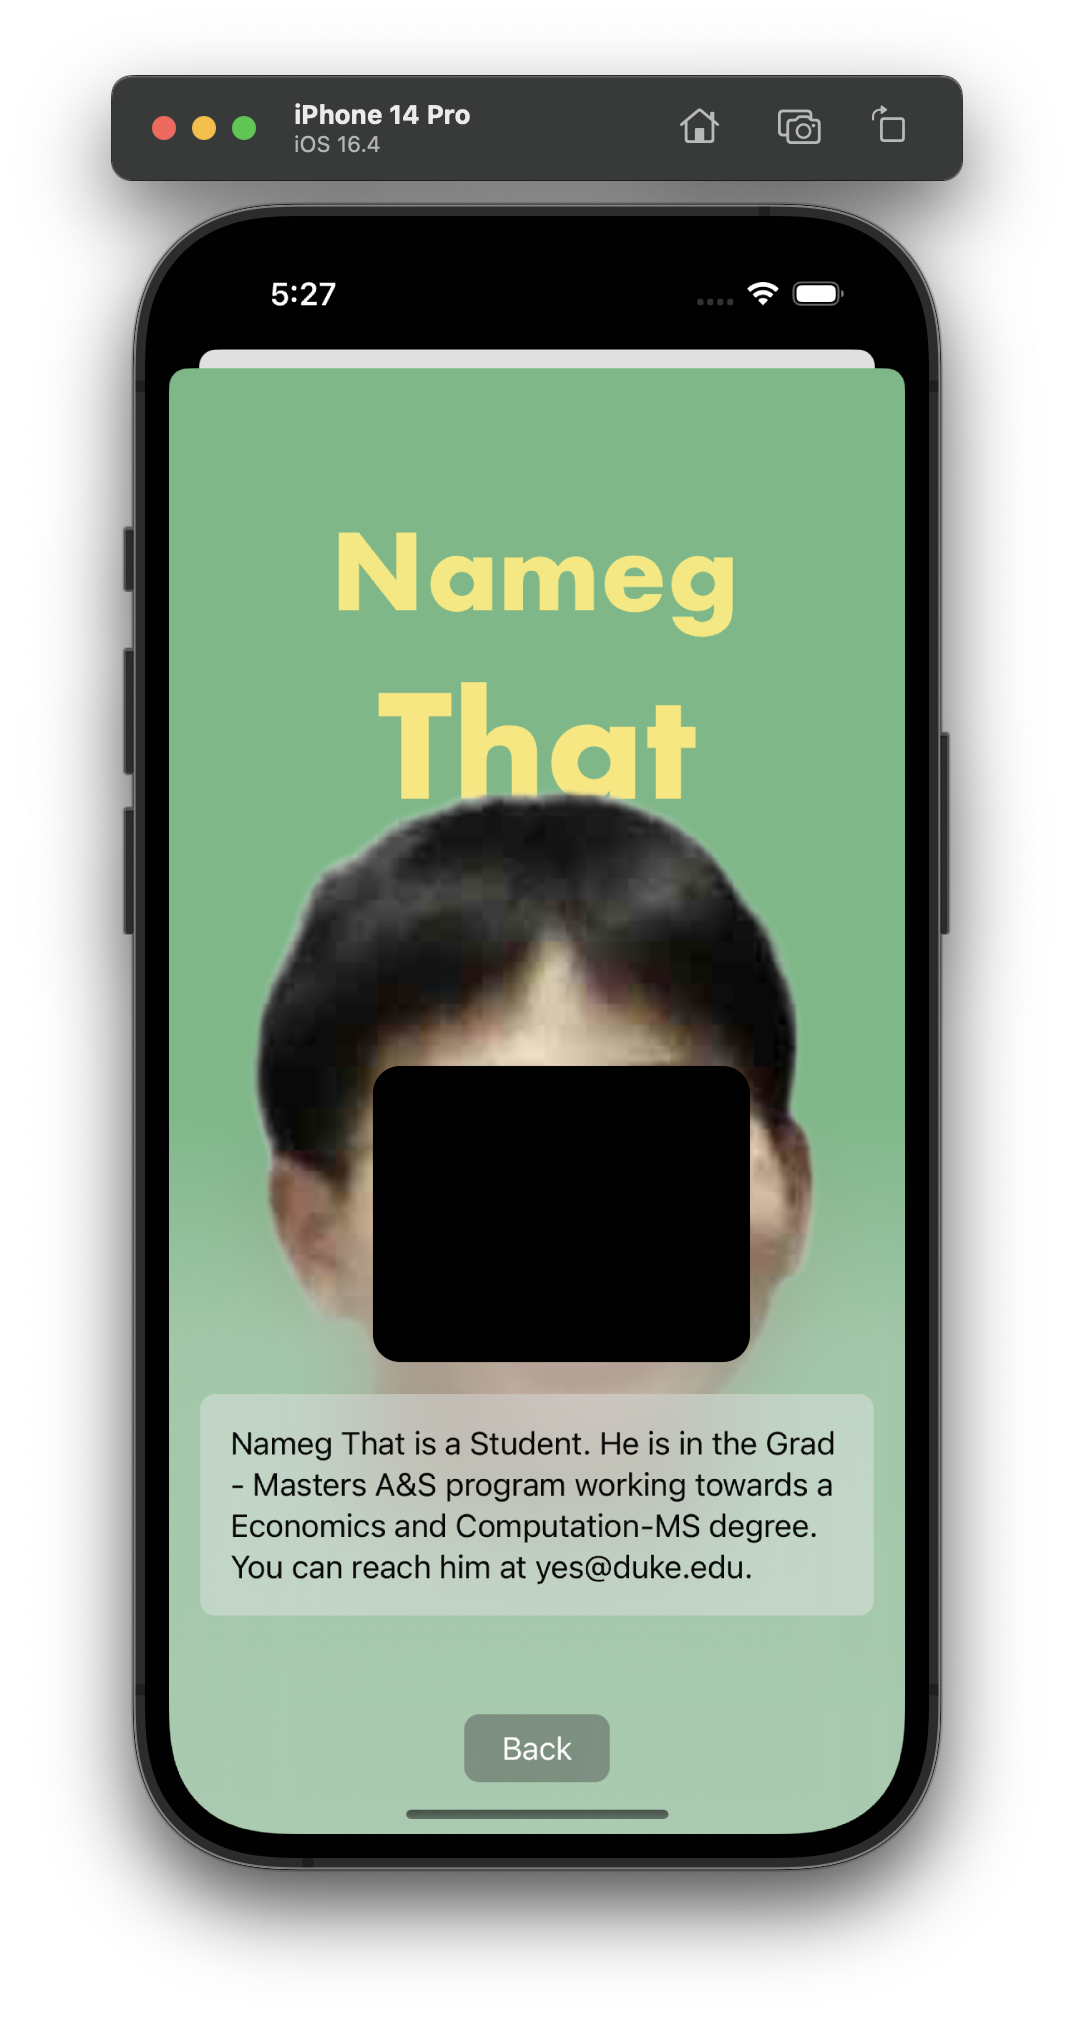 iPhone 14 Pro
iOS 16.4
5:27
Nameg
That
Nameg That is a Student. He is in the Grad
- Masters A&S program working towards a
Economics and Computation-MS degree.
You can reach him at yes@duke.edu.
Back